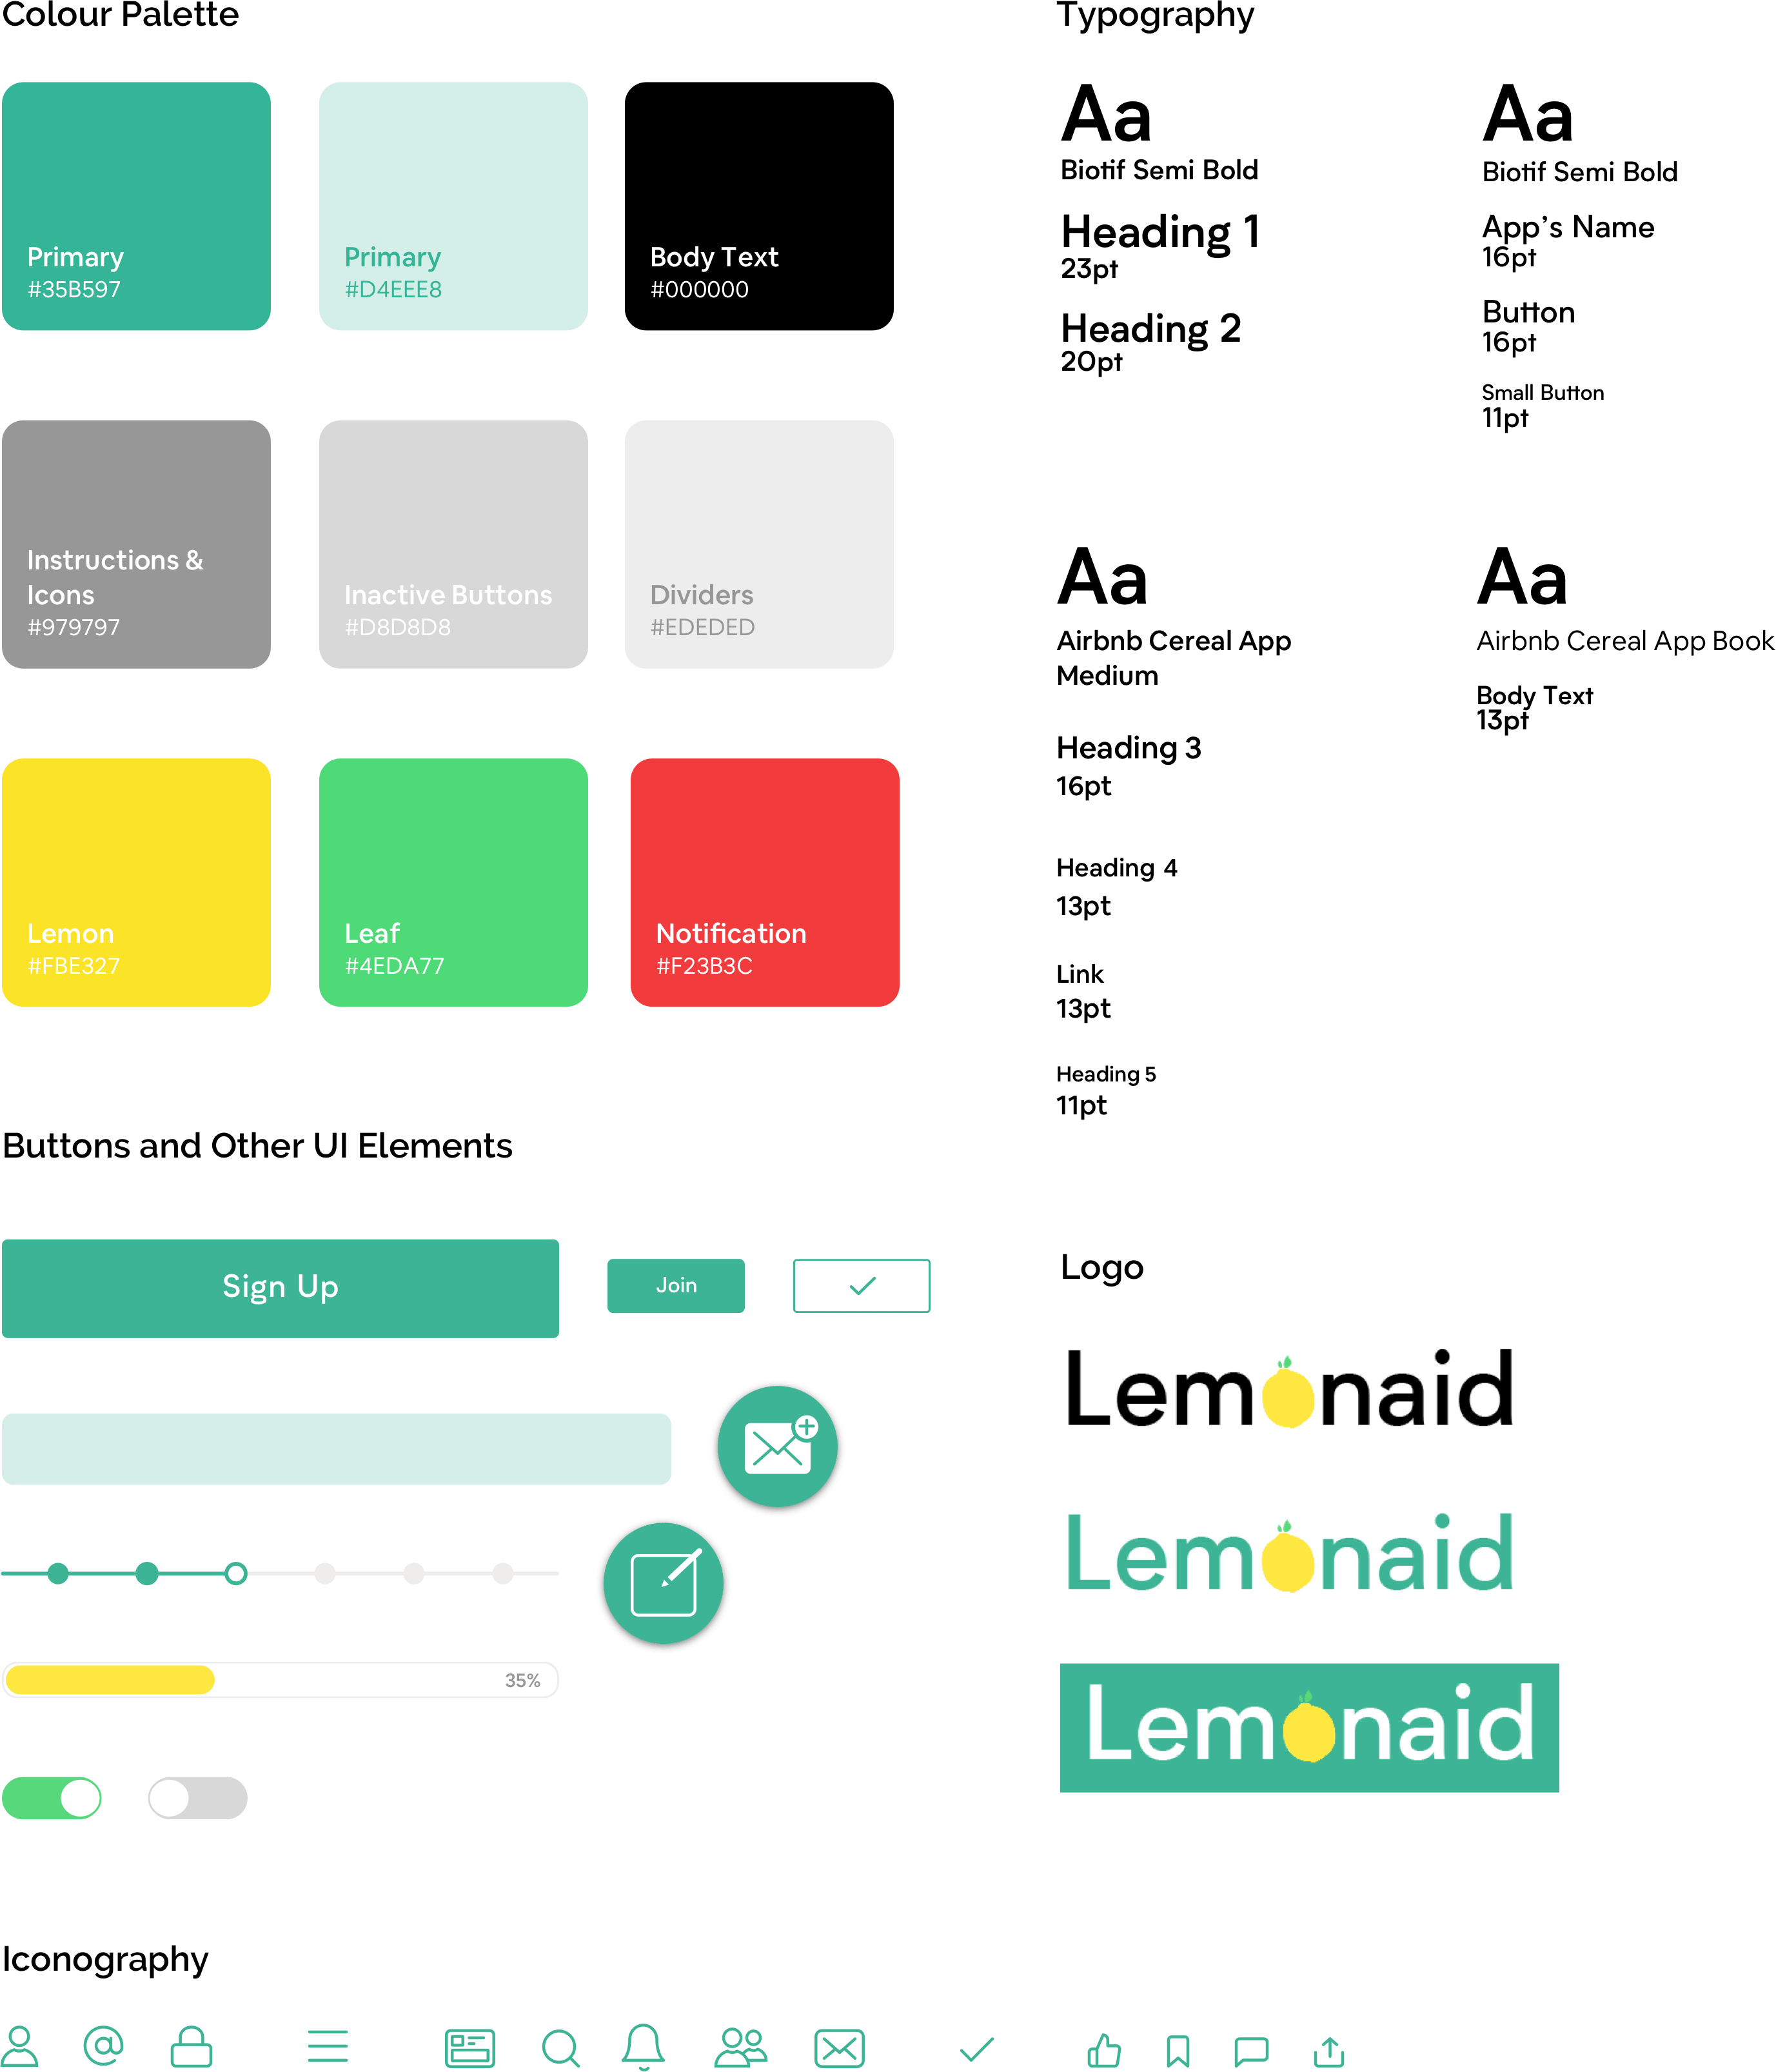 Colour Palette
Primary
#35B597
Primary
#D4EEE8
Body Text
#000000
Instructions &
Icons
#979797
Inactive Buttons
#D8D8D8
Dividers
#EDEDED
Lemon
#FBE327
Leaf
#4EDA77
Notification
#F23B3C
Typography
Aa
Biotif Semi Bold
Heading 1
23pt
Heading 2
20pt
Aa
Biotif Semi Bold
App's Name
16pt
Button
16pt
Small Button
11pt
Aa
Airbnb Cereal App
Medium
Heading 3
16pt
Heading 4
13pt
Link
13pt
Heading 5
11pt
Aa
Airbnb Cereal App Book
Body Text
13pt
Buttons and Other UI Elements
Sign Up
Join
35%
Logo
Lemonaid
Lemonaid
Lemonaid
Iconography
@